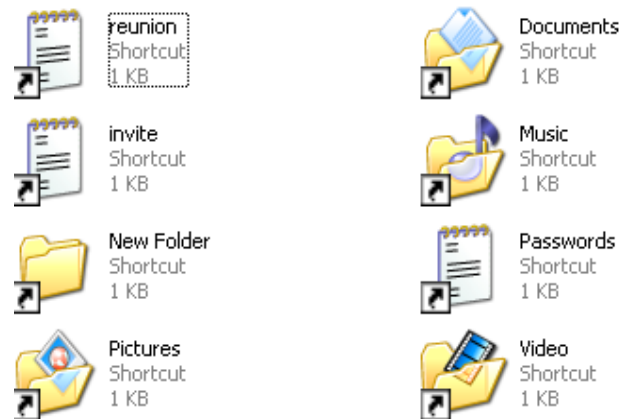 reunion
Shortcut
1 KB
Documents
Shortcut
1 KB
invite
Shortcut
1 KB
Music
Shortcut
1 KB
New Folder
Shortcut
1 KB
Passwords
Shortcut
1 KB
Pictures
Shortcut
1 KB
Video
Shortcut
1 KB